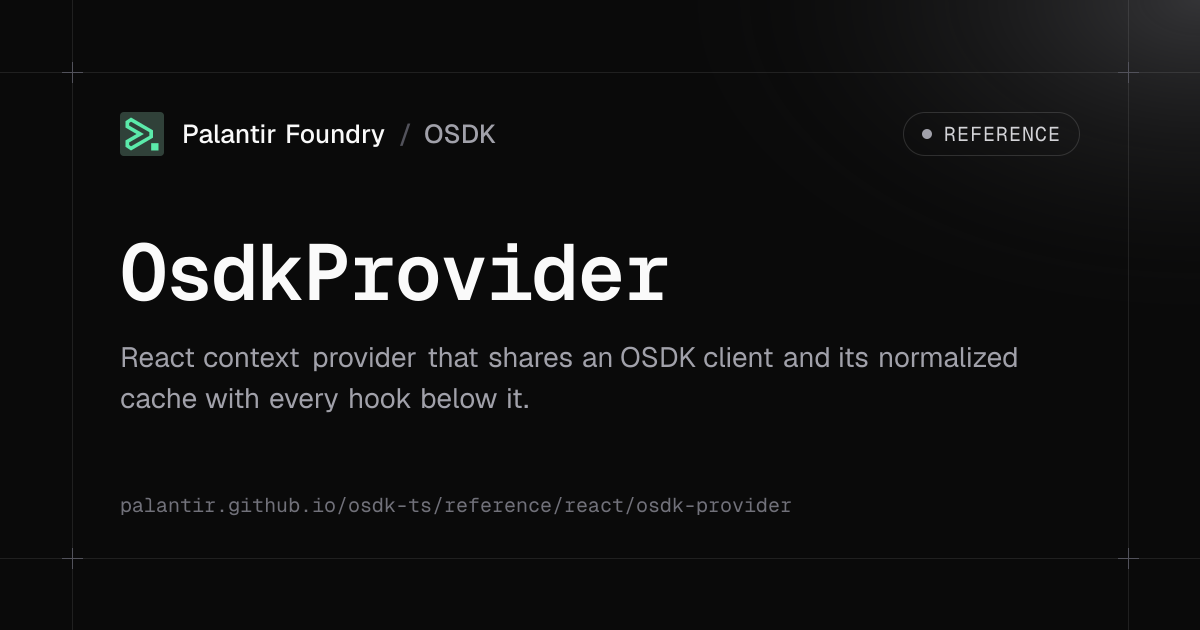 Palantir Foundry / OSDK
REFERENCE
OsdkProvider
React context provider that shares an OSDK client and its normalized
cache with every hook below it.
palantir.github.io/osdk-ts/reference/react/osdk-provider